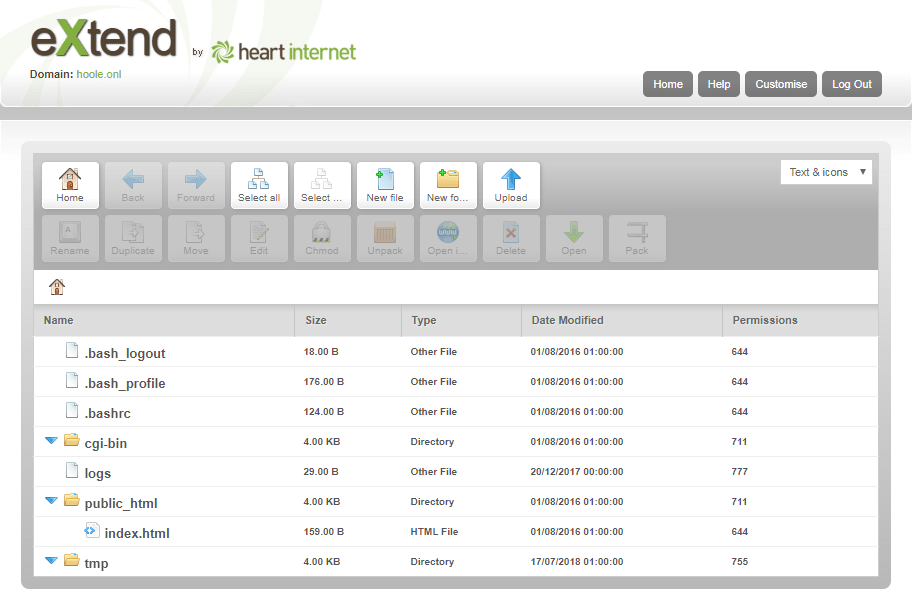 eXtend by heart internet
Domain: hoole.onl
Home Help Customise Log Out
Home Back Forward Select all Select ... New file New fo... Upload Text & icons
Rename Duplicate Move Edit Chmod Unpack Open i... Delete Open Pack
Name Size Type Date Modified Permissions
.bash_logout 18.00 B Other File 01/08/2016 01:00:00 644
.bash_profile 176.00 B Other File 01/08/2016 01:00:00 644
.bashrc 124.00 B Other File 01/08/2016 01:00:00 644
cgi-bin 4.00 KB Directory 01/08/2016 01:00:00 711
logs 29.00 B Other File 20/12/2017 00:00:00 777
public_html 4.00 KB Directory 01/08/2016 01:00:00 711
index.html 159.00 B HTML File 01/08/2016 01:00:00 644
tmp 4.00 KB Directory 17/07/2018 01:00:00 755